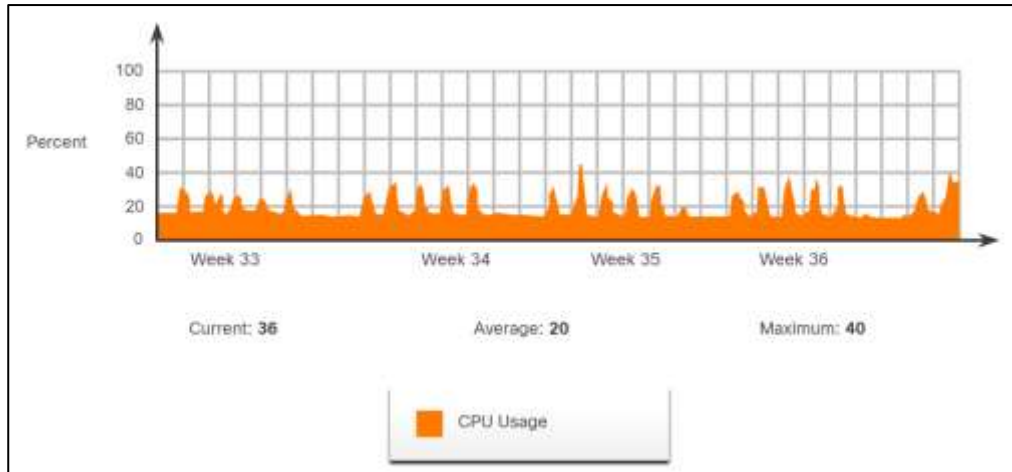 100
80
Percent
60
40
20
0
Week 33 Week 34 Week 35 Week 36
Current: 36 Average: 20 Maximum: 40
CPU Usage